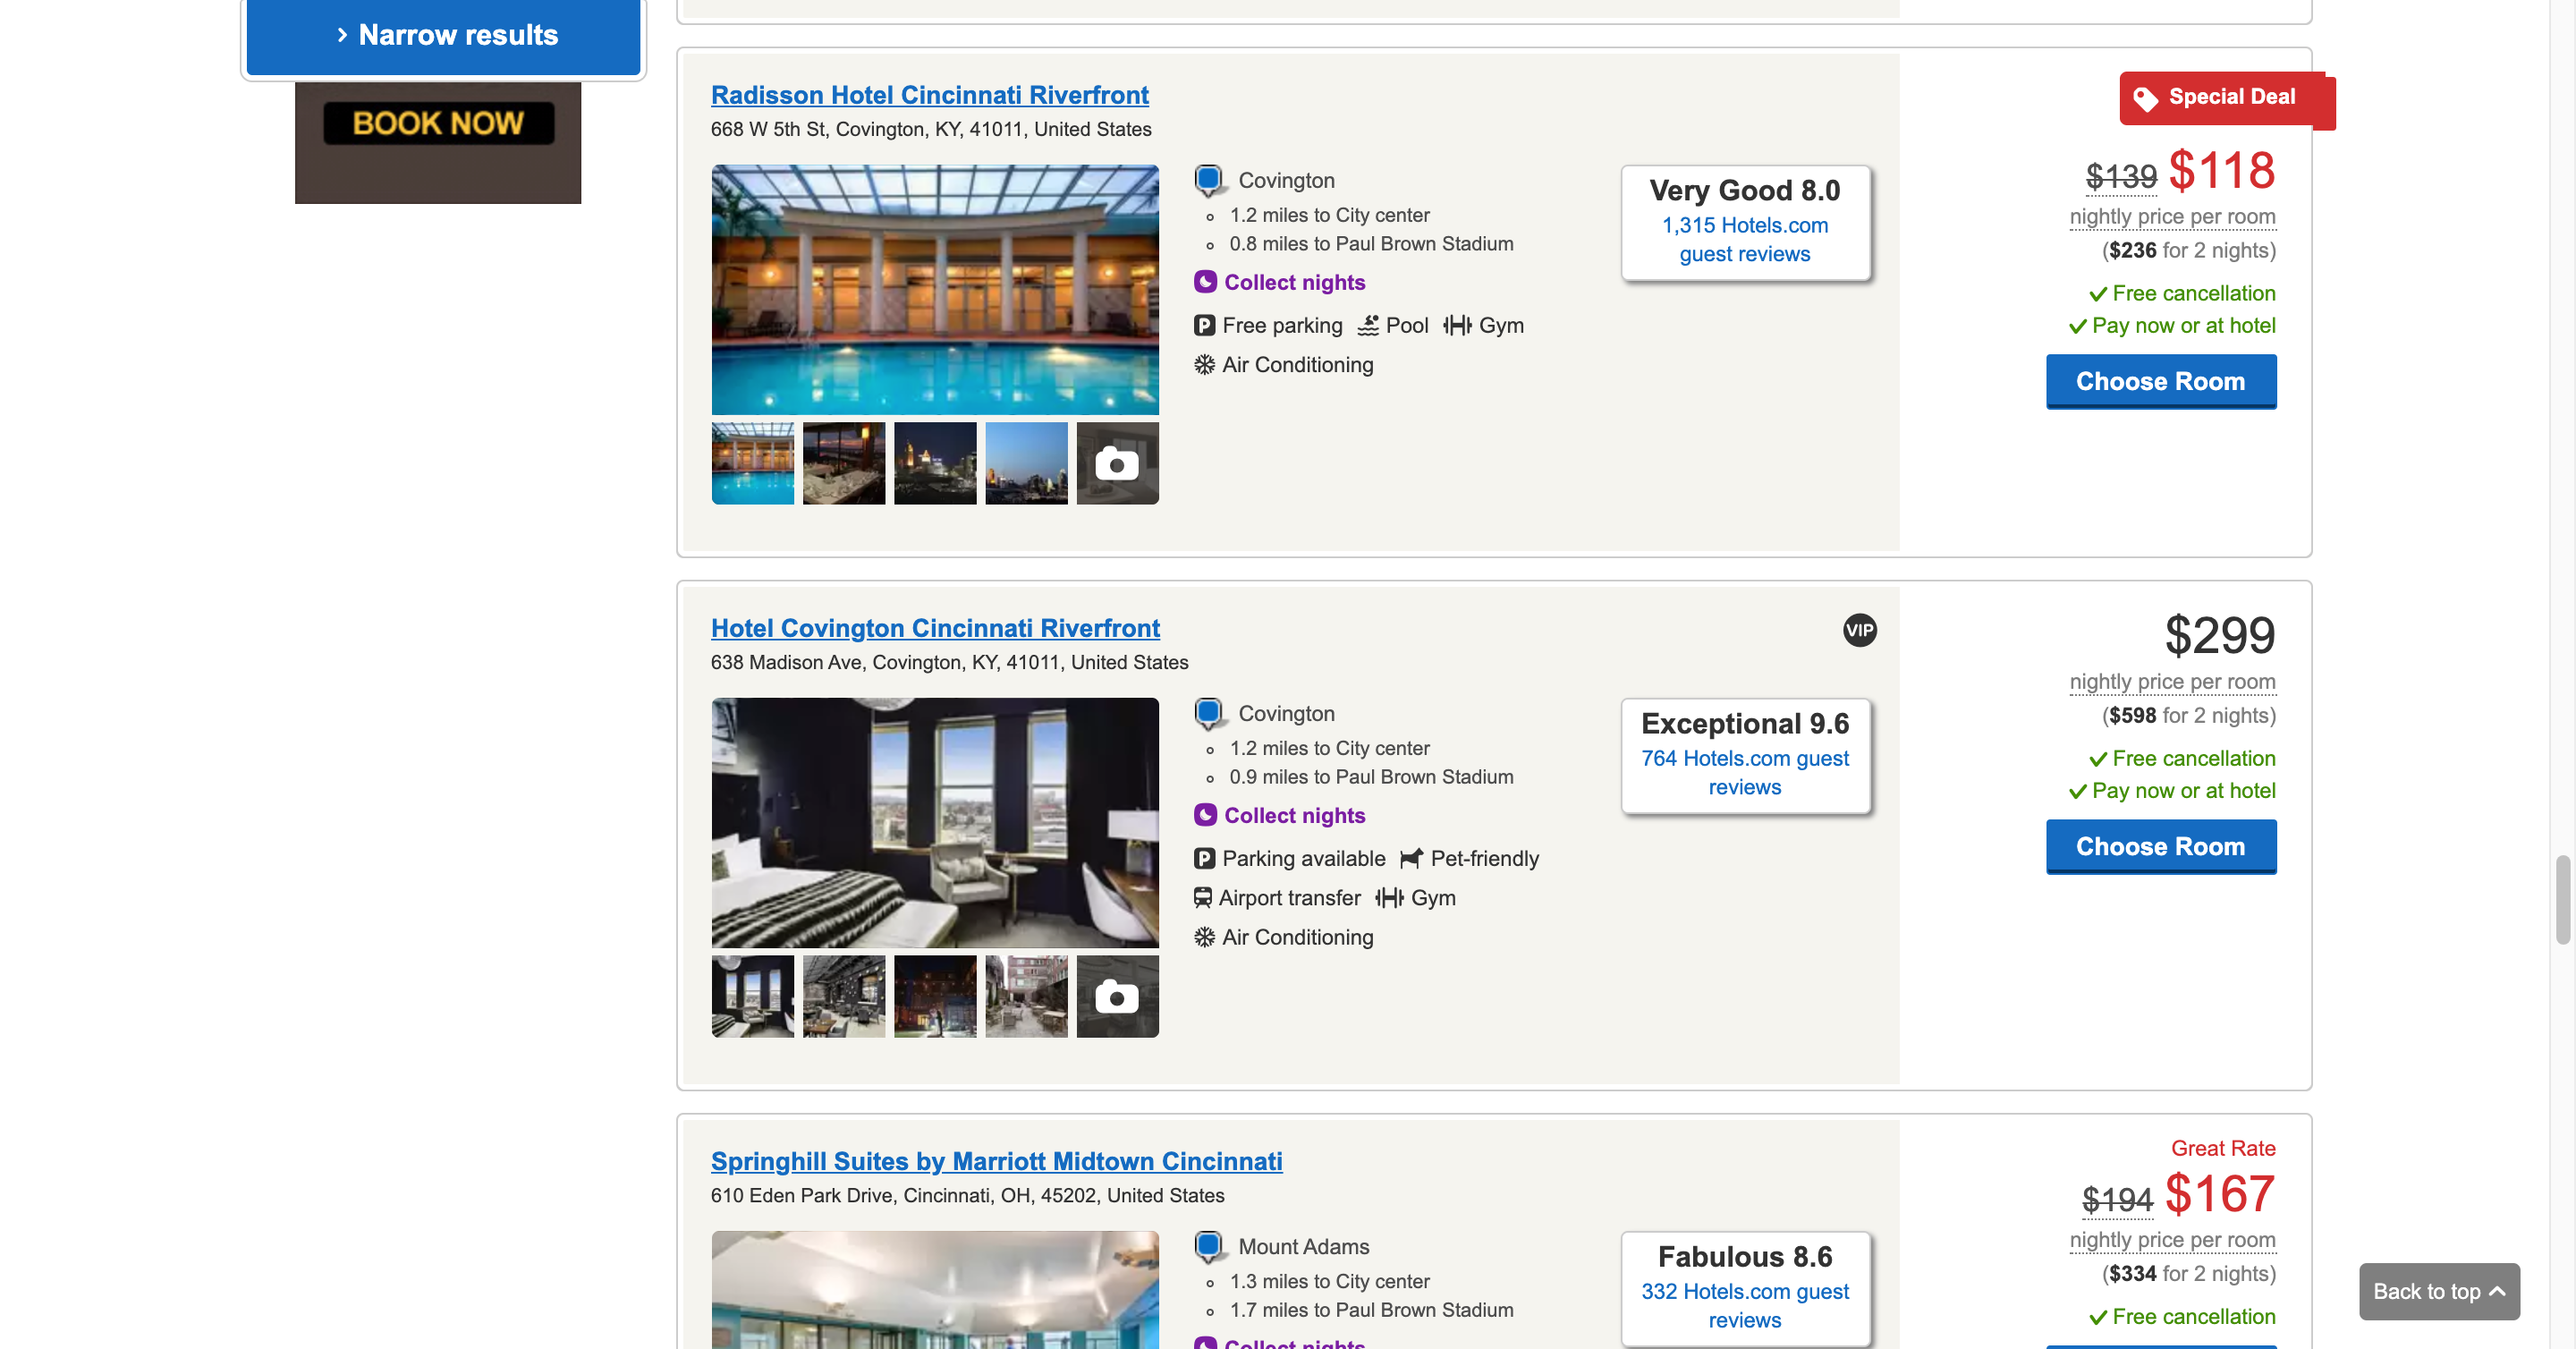 Narrow results
BOOK NOW
Radisson Hotel Cincinnati Riverfront
668 W 5th St, Covington, KY, 41011, United States
Covington
1.2 miles to City center
0.8 miles to Paul Brown Stadium
Collect nights
Free parking Pool Gym
Air Conditioning
Very Good 8.0
1,315 Hotels.com
guest reviews
Special Deal
$139 $118
nightly price per room
($236 for 2 nights)
Free cancellation
Pay now or at hotel
Choose Room
Hotel Covington Cincinnati Riverfront
638 Madison Ave, Covington, KY, 41011, United States
VIP
Covington
1.2 miles to City center
0.9 miles to Paul Brown Stadium
Collect nights
Parking available Pet-friendly
Airport transfer Gym
Air Conditioning
Exceptional 9.6
764 Hotels.com guest
reviews
$299
nightly price per room
($598 for 2 nights)
Free cancellation
Pay now or at hotel
Choose Room
Springhill Suites by Marriott Midtown Cincinnati
610 Eden Park Drive, Cincinnati, OH, 45202, United States
Mount Adams
1.3 miles to City center
1.7 miles to Paul Brown Stadium
Collect nights
Fabulous 8.6
332 Hotels.com guest
reviews
Great Rate
$194 $167
nightly price per room
($334 for 2 nights)
Free cancellation
Back to top